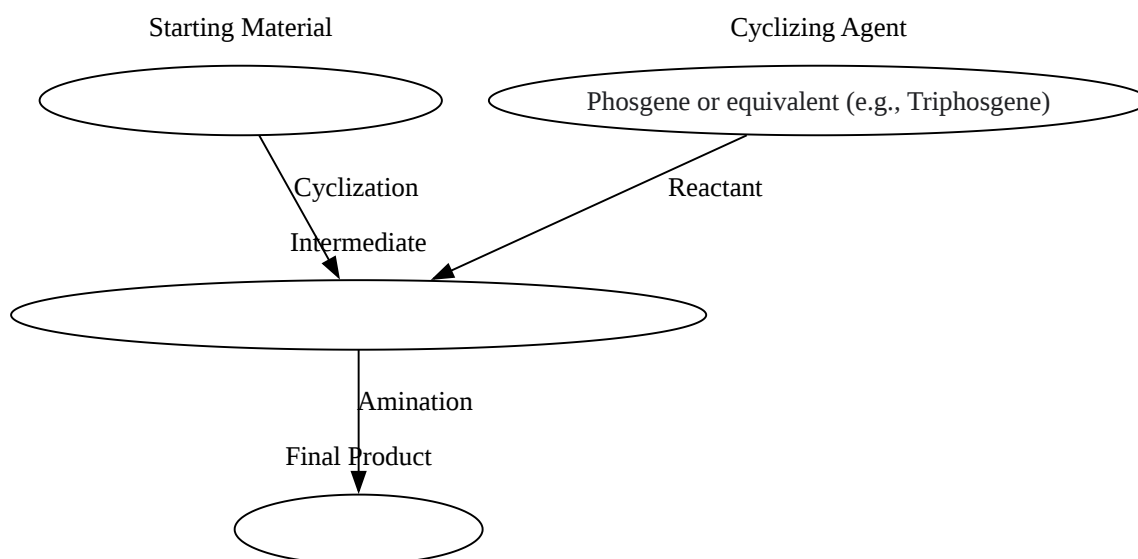 Starting Material
Cyclizing Agent
Phosgene or equivalent (e.g., Triphosgene)
Cyclization
Reactant
Intermediate
Amination
Final Product